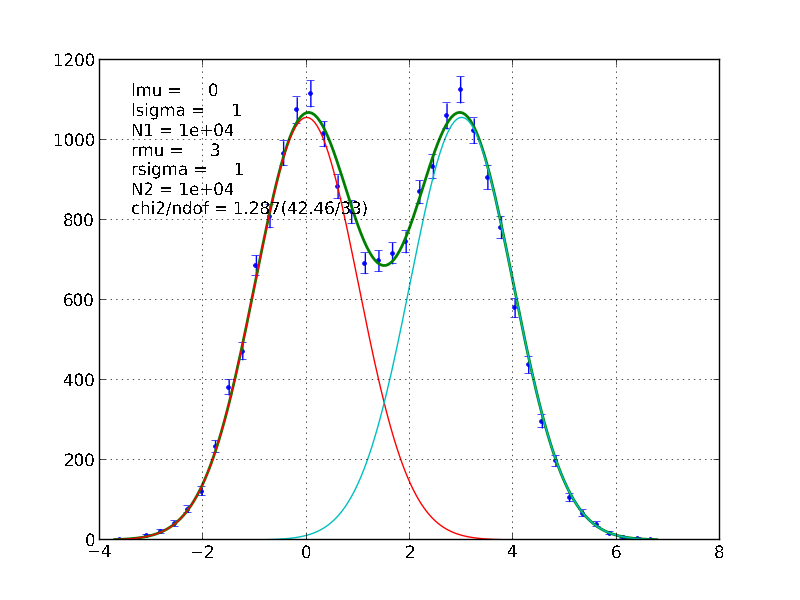 1200
1000
800
600
400
200
0
lmu = 0
lsigma = 1
N1 = 1e+04
rmu = 3
rsigma = 1
N2 = 1e+04
chi2/ndof = 1.287(42.46/33)
−4 −2 0 2 4 6 8